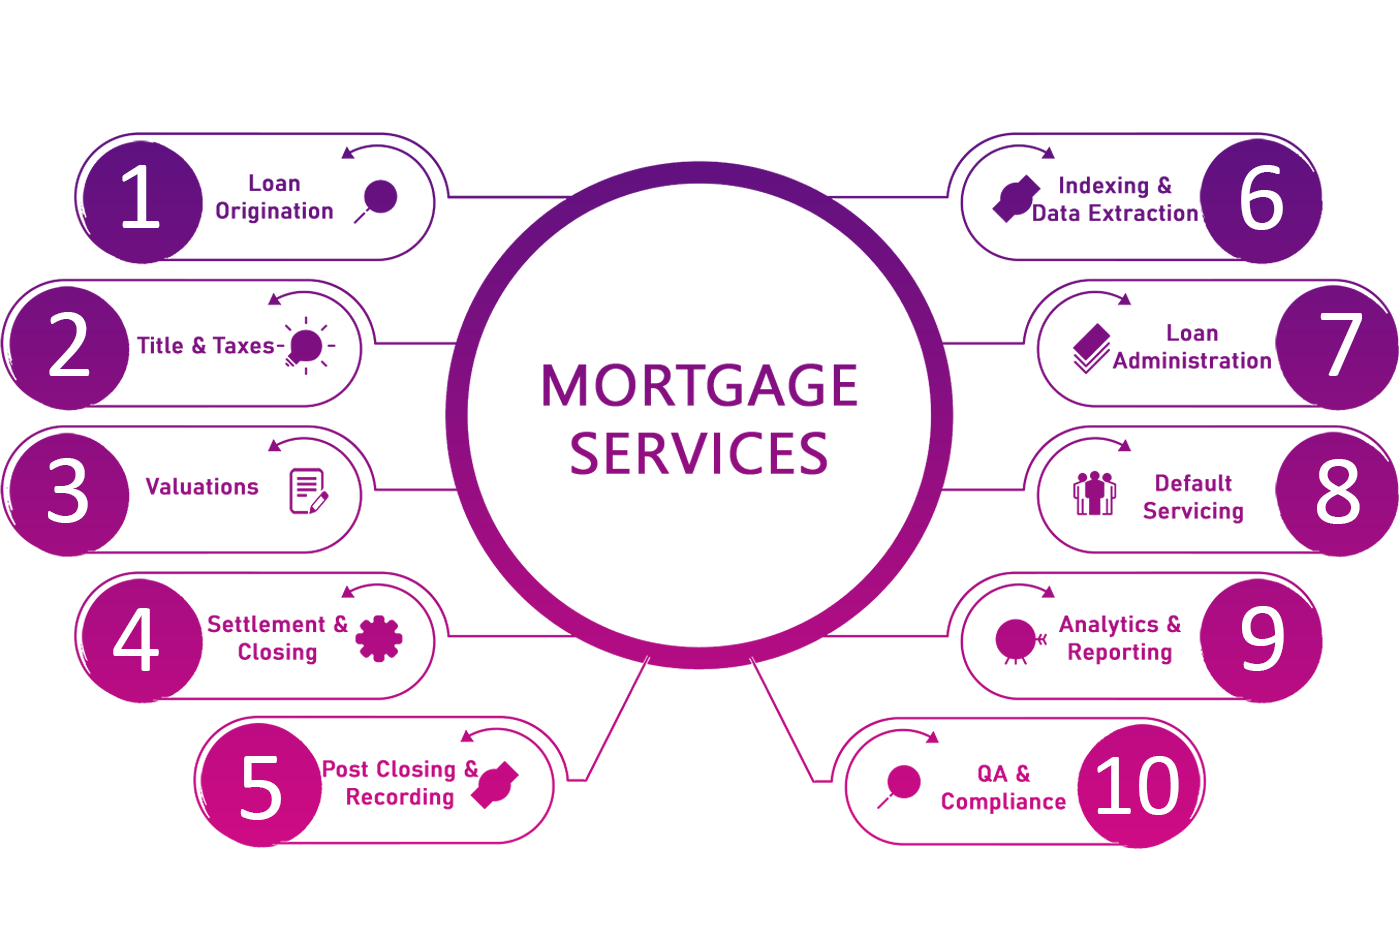 MORTGAGE
SERVICES
1
Loan
Origination
2
Title & Taxes
3
Valuations
4
Settlement &
Closing
5
Post Closing &
Recording
6
Indexing &
Data Extraction
7
Loan
Administration
8
Default
Servicing
9
Analytics &
Reporting
10
QA &
Compliance